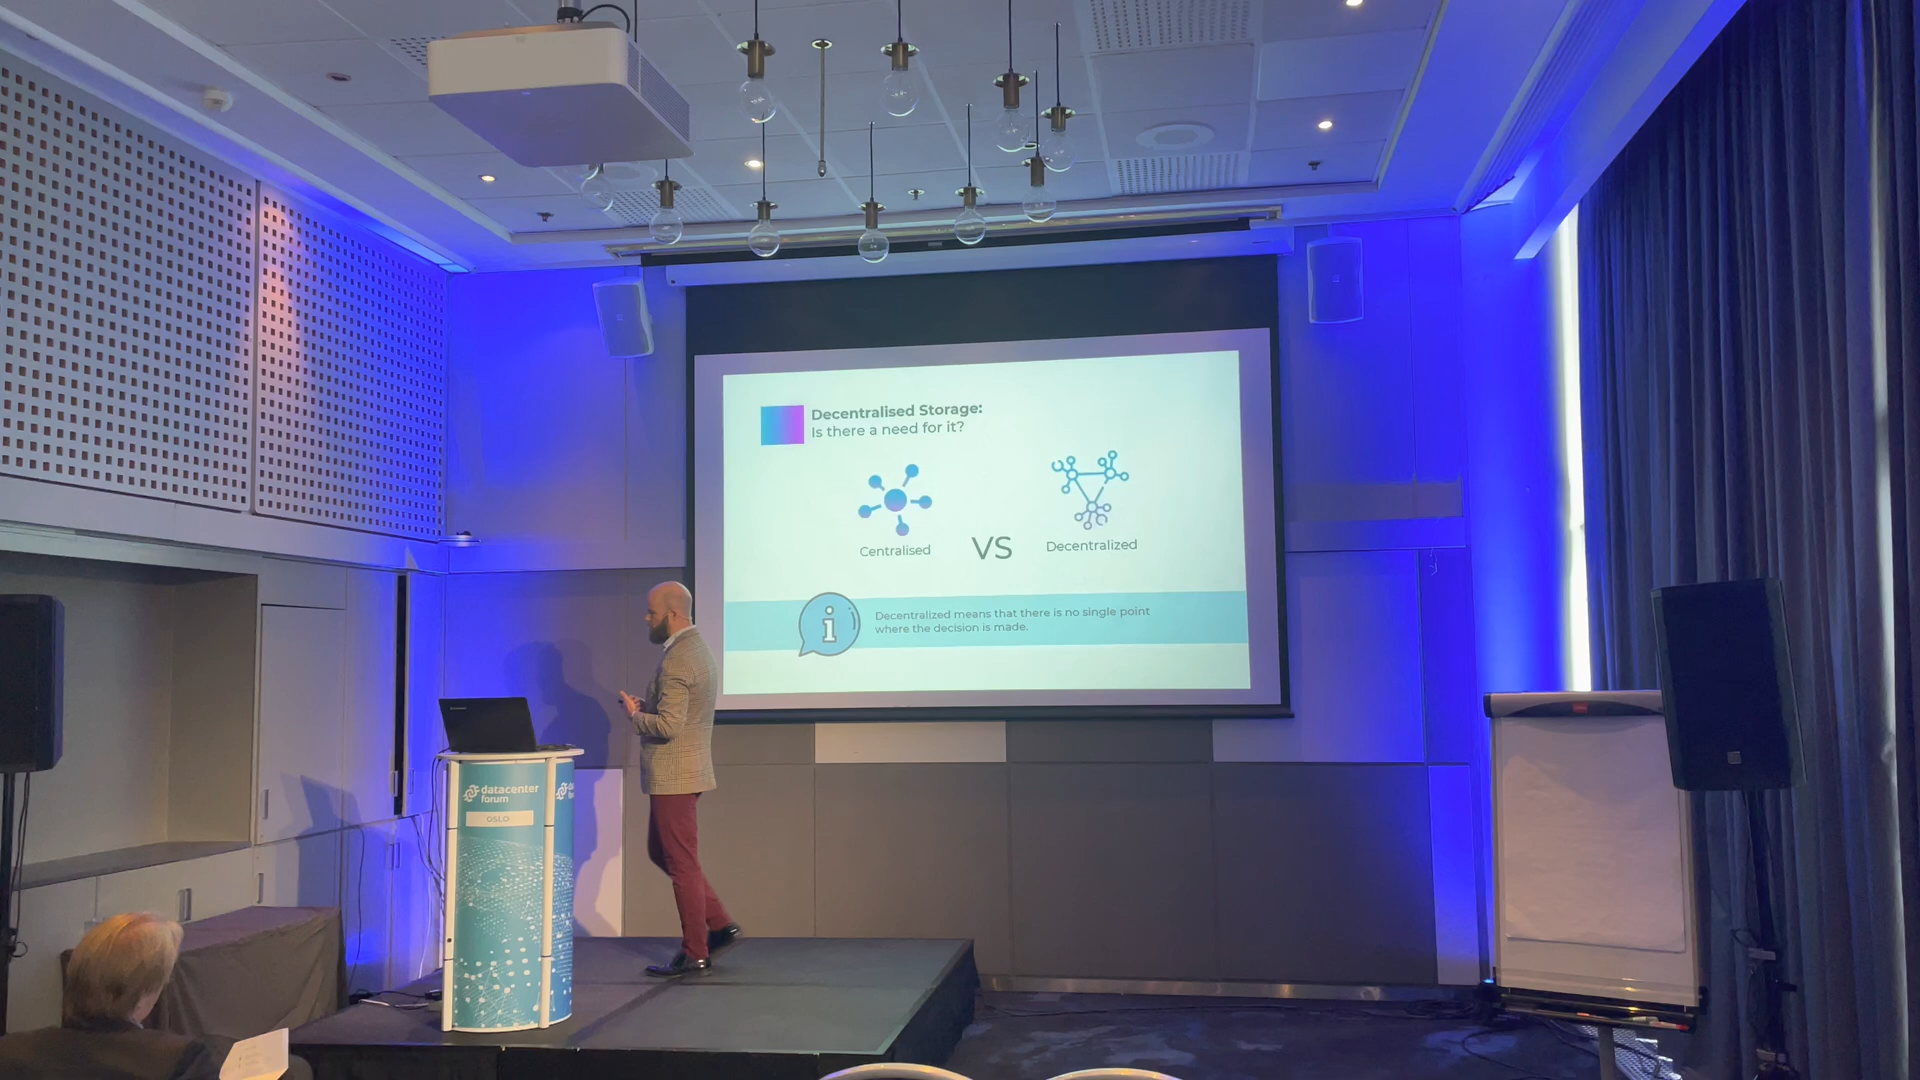 Decentralised Storage:
Is there a need for it?
Centralised
VS
Decentralized
i
Decentralized means that there is no single point
where the decision is made.
datacenter
forum
OSLO